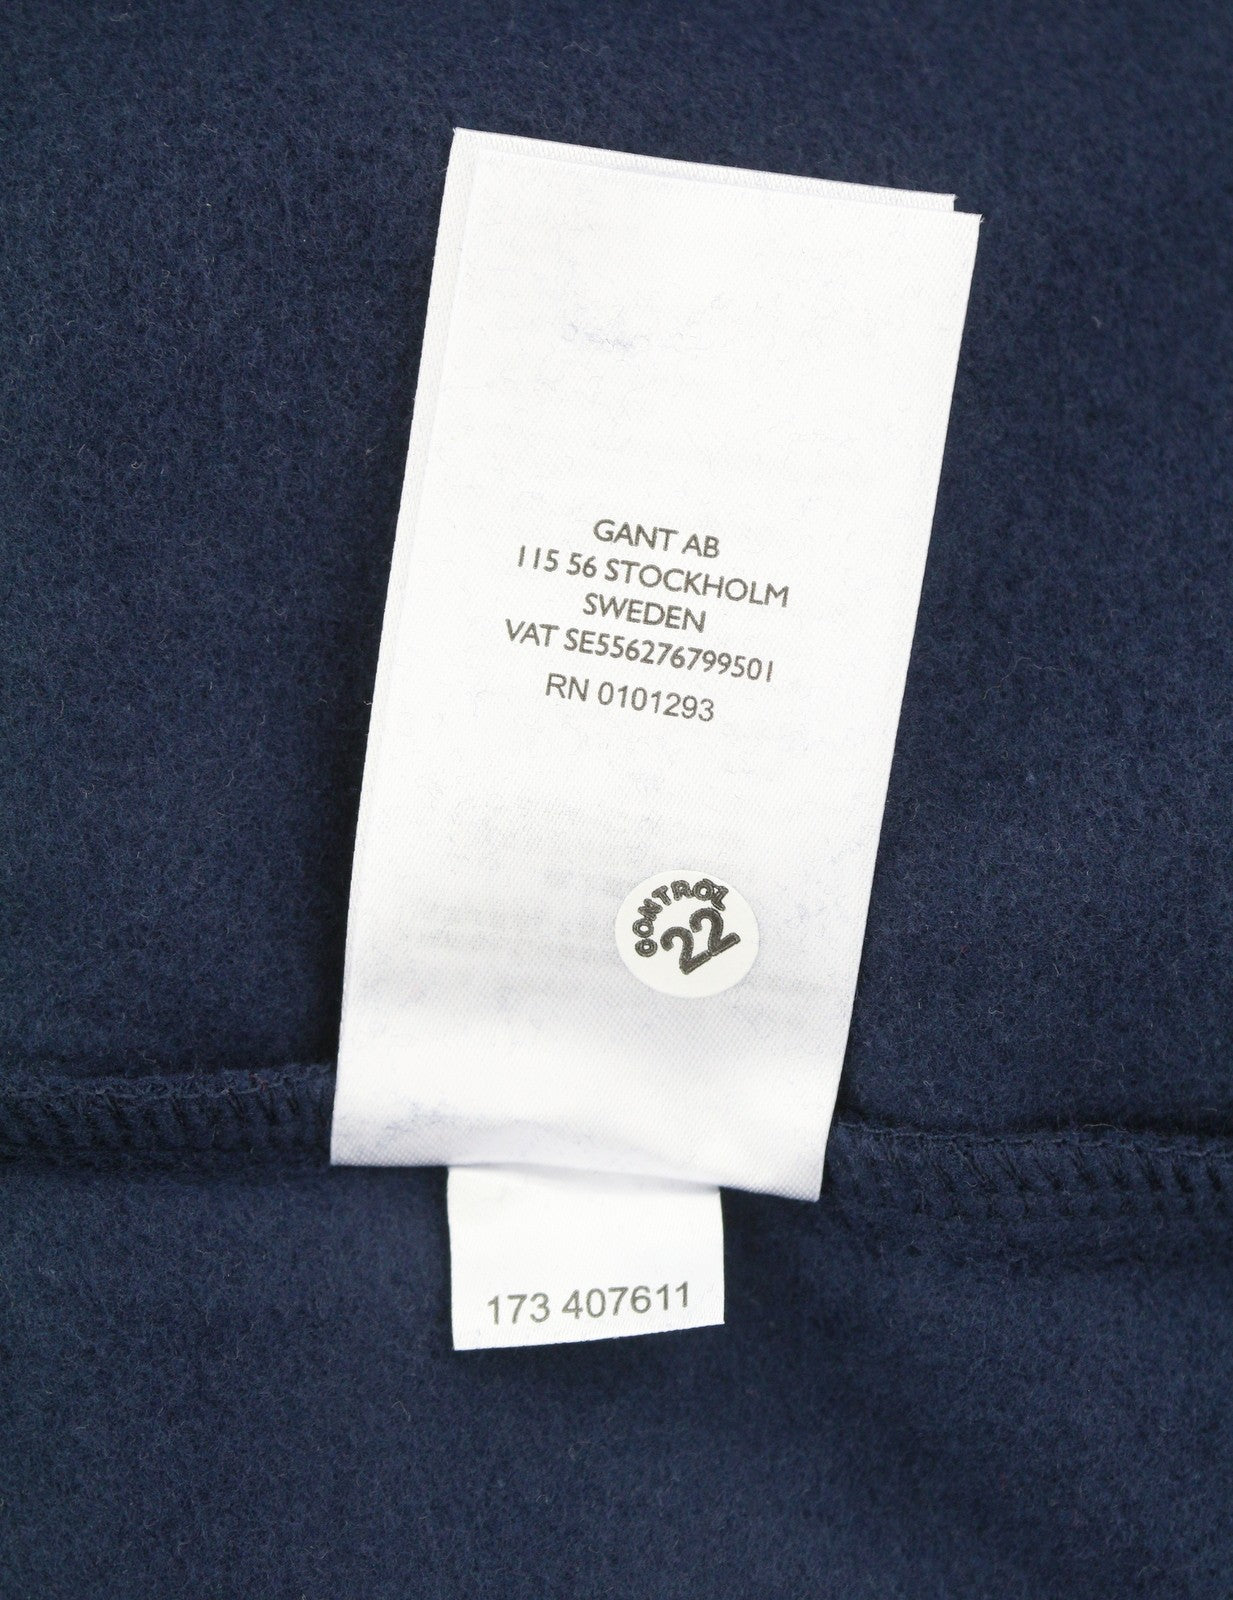 GANT AB
115 56 STOCKHOLM
SWEDEN
VAT SE556276799501
RN 0101293
CONTROL
22
173 407611